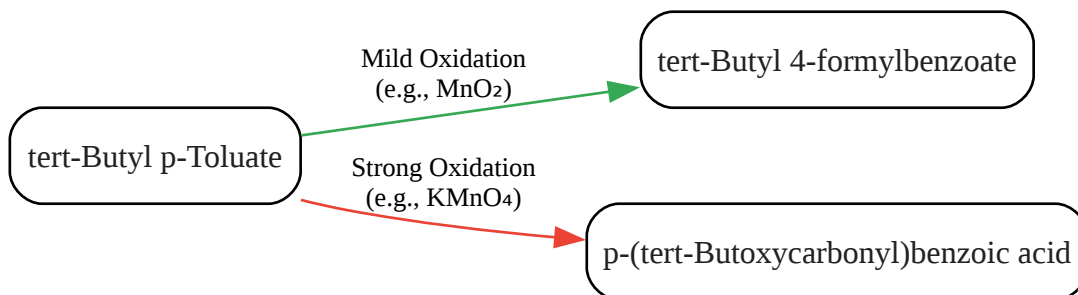 tert-Butyl p-Toluate
Mild Oxidation
(e.g., MnO₂)
tert-Butyl 4-formylbenzoate
Strong Oxidation
(e.g., KMnO₄)
p-(tert-Butoxycarbonyl)benzoic acid